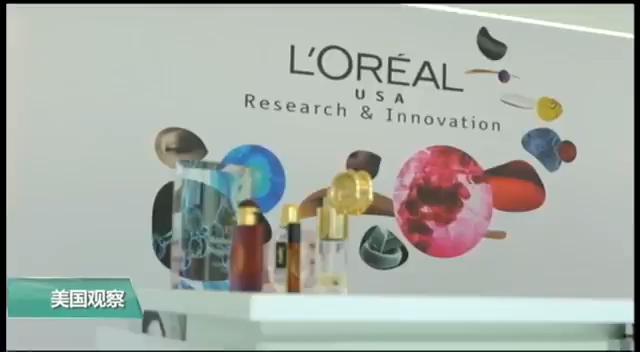 L'ORÉAL
USA
Research & Innovation
美国观察